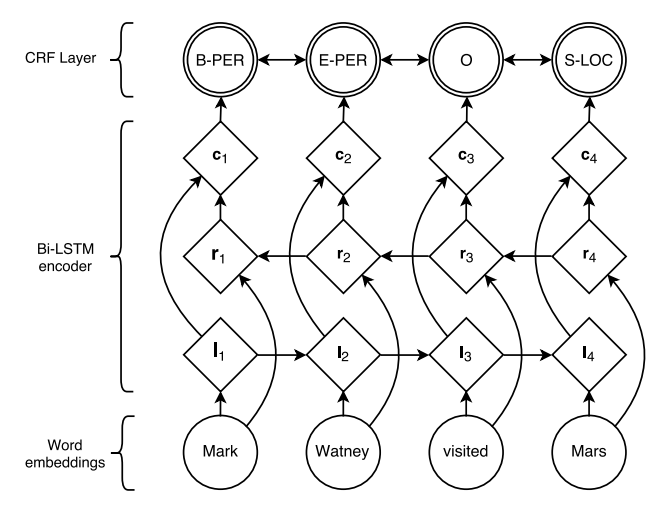 CRF Layer
B-PER
E-PER
O
S-LOC
c1
c2
c3
c4
Bi-LSTM
encoder
r1
r2
r3
r4
l1
l2
l3
l4
Word
embeddings
Mark
Watney
visited
Mars